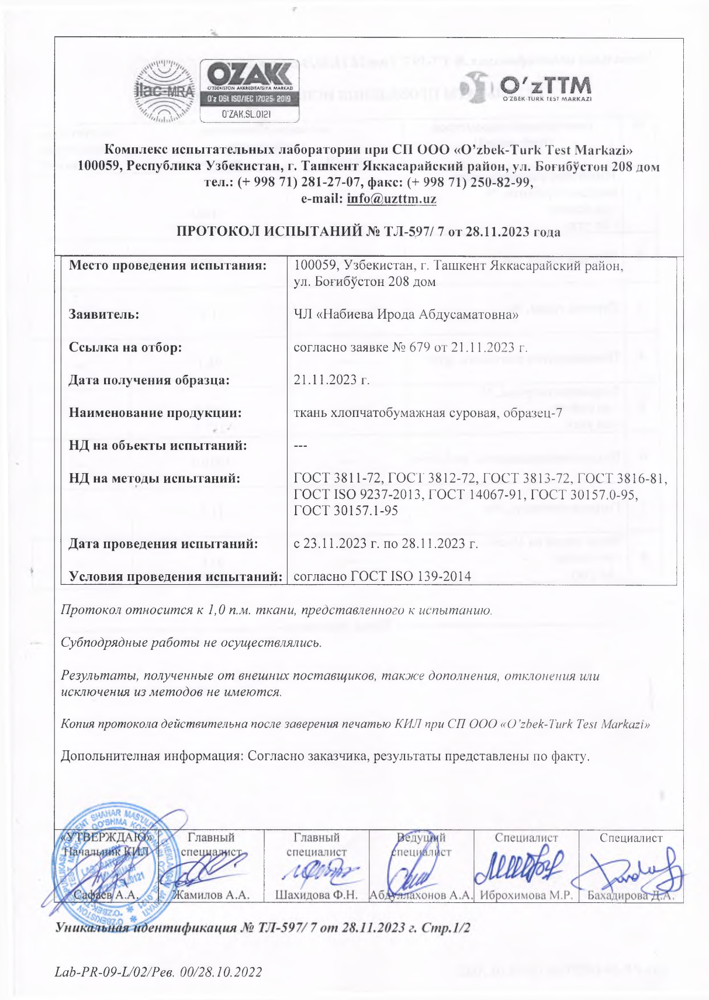 ilac-MRA
OZAKK
O'ZBEKISTON AKKREDITATSIYA MARKAZI
O'z DSt ISO/IEC 17025: 2019
O'ZAK.SL.0121
O'zTTM
O'ZBEK-TURK TEST MARKAZI
Комплекс испытательных лаборатории при СП ООО «O’zbek-Turk Test Markazi»
100059, Республика Узбекистан, г. Ташкент Яккасарайский район, ул. Боғибўстон 208 дом
тел.: (+ 998 71) 281-27-07, факс: (+ 998 71) 250-82-99,
e-mail: info@uzttm.uz
ПРОТОКОЛ ИСПЫТАНИЙ № ТЛ-597/ 7 от 28.11.2023 года
Место проведения испытания: 100059, Узбекистан, г. Ташкент Яккасарайский район,
ул. Боғибўстон 208 дом
Заявитель: ЧЛ «Набиева Ирода Абдусаматовна»
Ссылка на отбор: согласно заявке № 679 от 21.11.2023 г.
Дата получения образца: 21.11.2023 г.
Наименование продукции: ткань хлопчатобумажная суровая, образец-7
НД на объекты испытаний: ---
НД на методы испытаний: ГОСТ 3811-72, ГОСТ 3812-72, ГОСТ 3813-72, ГОСТ 3816-81,
ГОСТ ISO 9237-2013, ГОСТ 14067-91, ГОСТ 30157.0-95,
ГОСТ 30157.1-95
Дата проведения испытаний: с 23.11.2023 г. по 28.11.2023 г.
Условия проведения испытаний: согласно ГОСТ ISO 139-2014
Протокол относится к 1,0 п.м. ткани, представленного к испытанию.
Субподрядные работы не осуществлялись.
Результаты, полученные от внешних поставщиков, также дополнения, отклонения или
исключения из методов не имеются.
Копия протокола действительна после заверения печатью КИЛ при СП ООО «O’zbek-Turk Test Markazi»
Допольнителная информация: Согласно заказчика, результаты представлены по факту.
«УТВЕРЖДАЮ» Главный Главный Ведущий Специалист Специалист
Начальник КИЛ специалист специалист специалист
Сафаев А.А. Жамилов А.А. Шахидова Ф.Н. Абдуллахонов А.А. Иброхимова М.Р. Бахадирова Д.А.
Уникальная идентификация № ТЛ-597/ 7 от 28.11.2023 г. Стр.1/2
Lab-PR-09-L/02/Рев. 00/28.10.2022